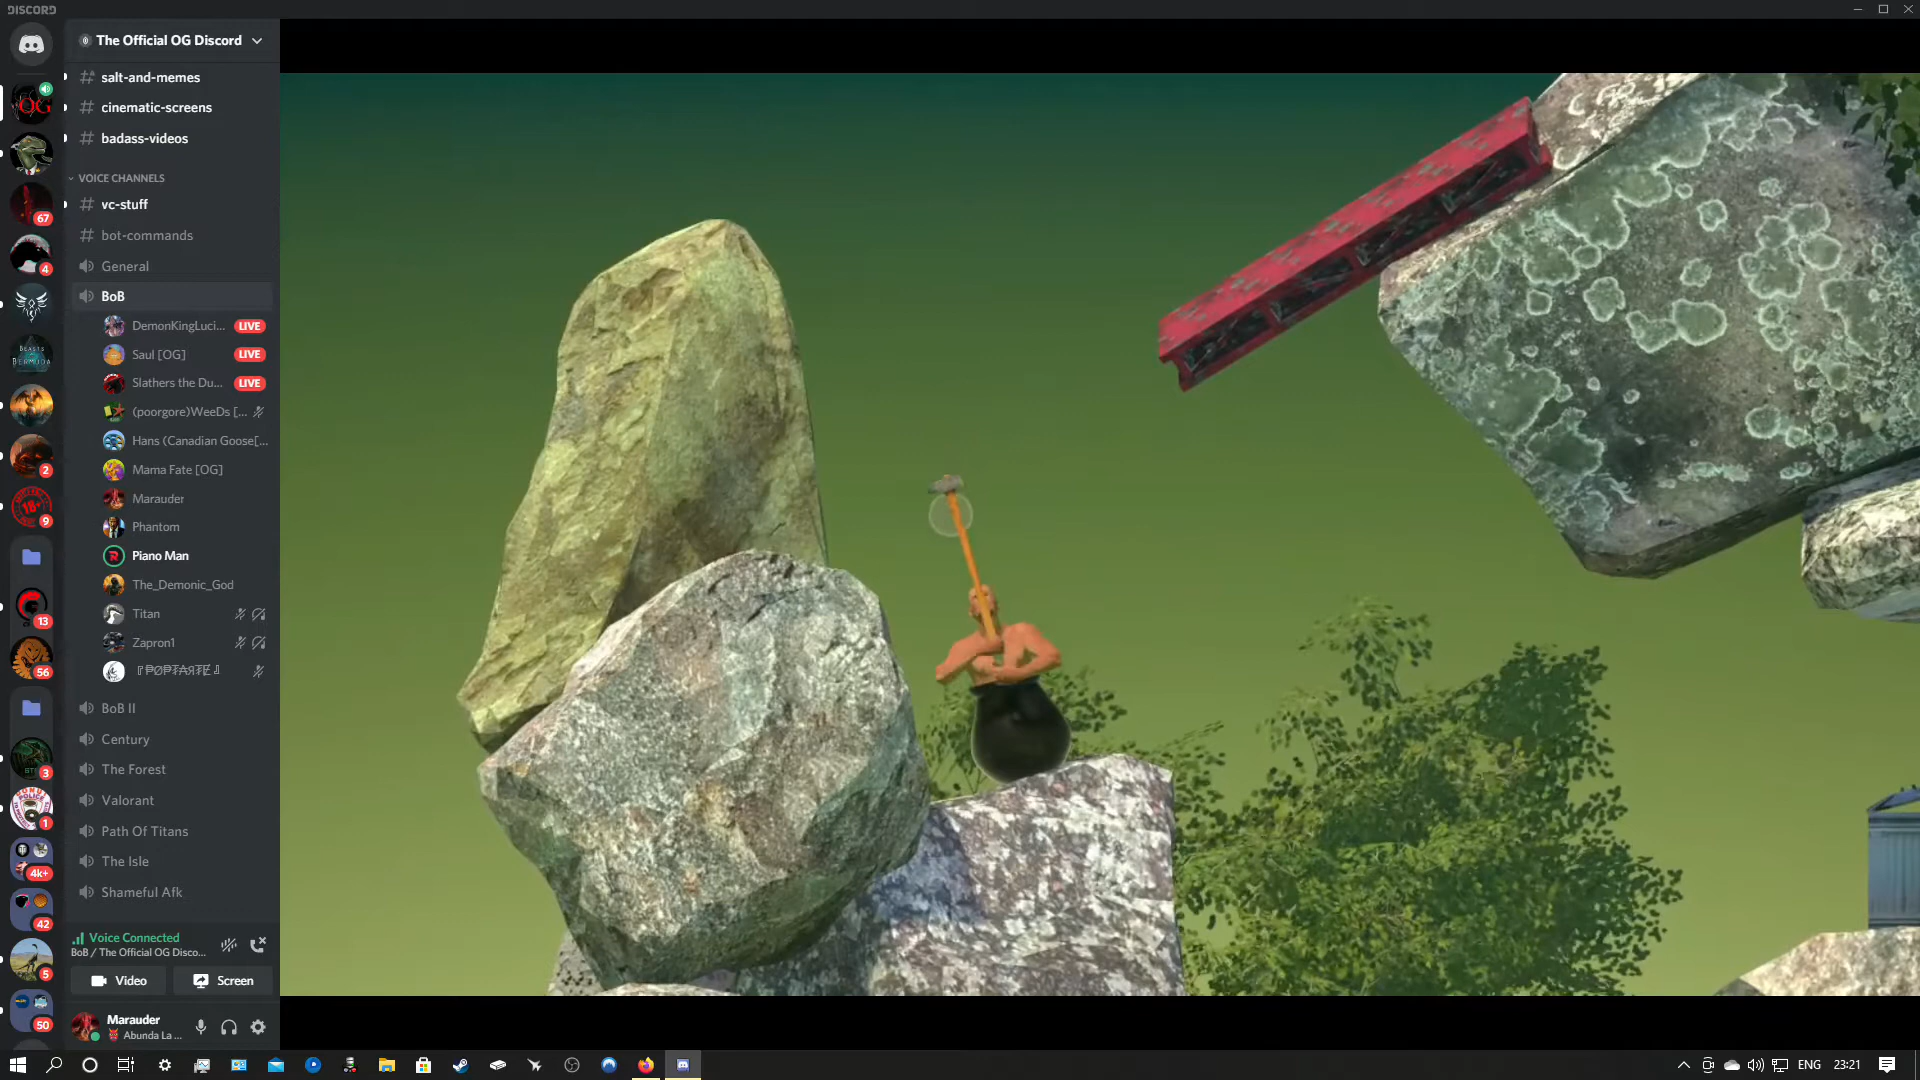 DISCORD
The Official OG Discord
salt-and-memes
cinematic-screens
badass-videos
VOICE CHANNELS
vc-stuff
bot-commands
General
BoB
DemonKingLuci... LIVE
Saul [OG] LIVE
Slathers the Du... LIVE
(poorgore)WeeDs [...
Hans (Canadian Goose[...
Mama Fate [OG]
Marauder
Phantom
Piano Man
The_Demonic_God
Titan
Zapron1
BoB II
Century
The Forest
Valorant
Path Of Titans
The Isle
Shameful Afk
Voice Connected
BoB / The Official OG Disco...
Video
Screen
Marauder
Abunda La ...
OG
67
4
BEASTS
BERMUDA
2
18+
9
13
56
3
1
4k+
42
5
50
ENG
23:21